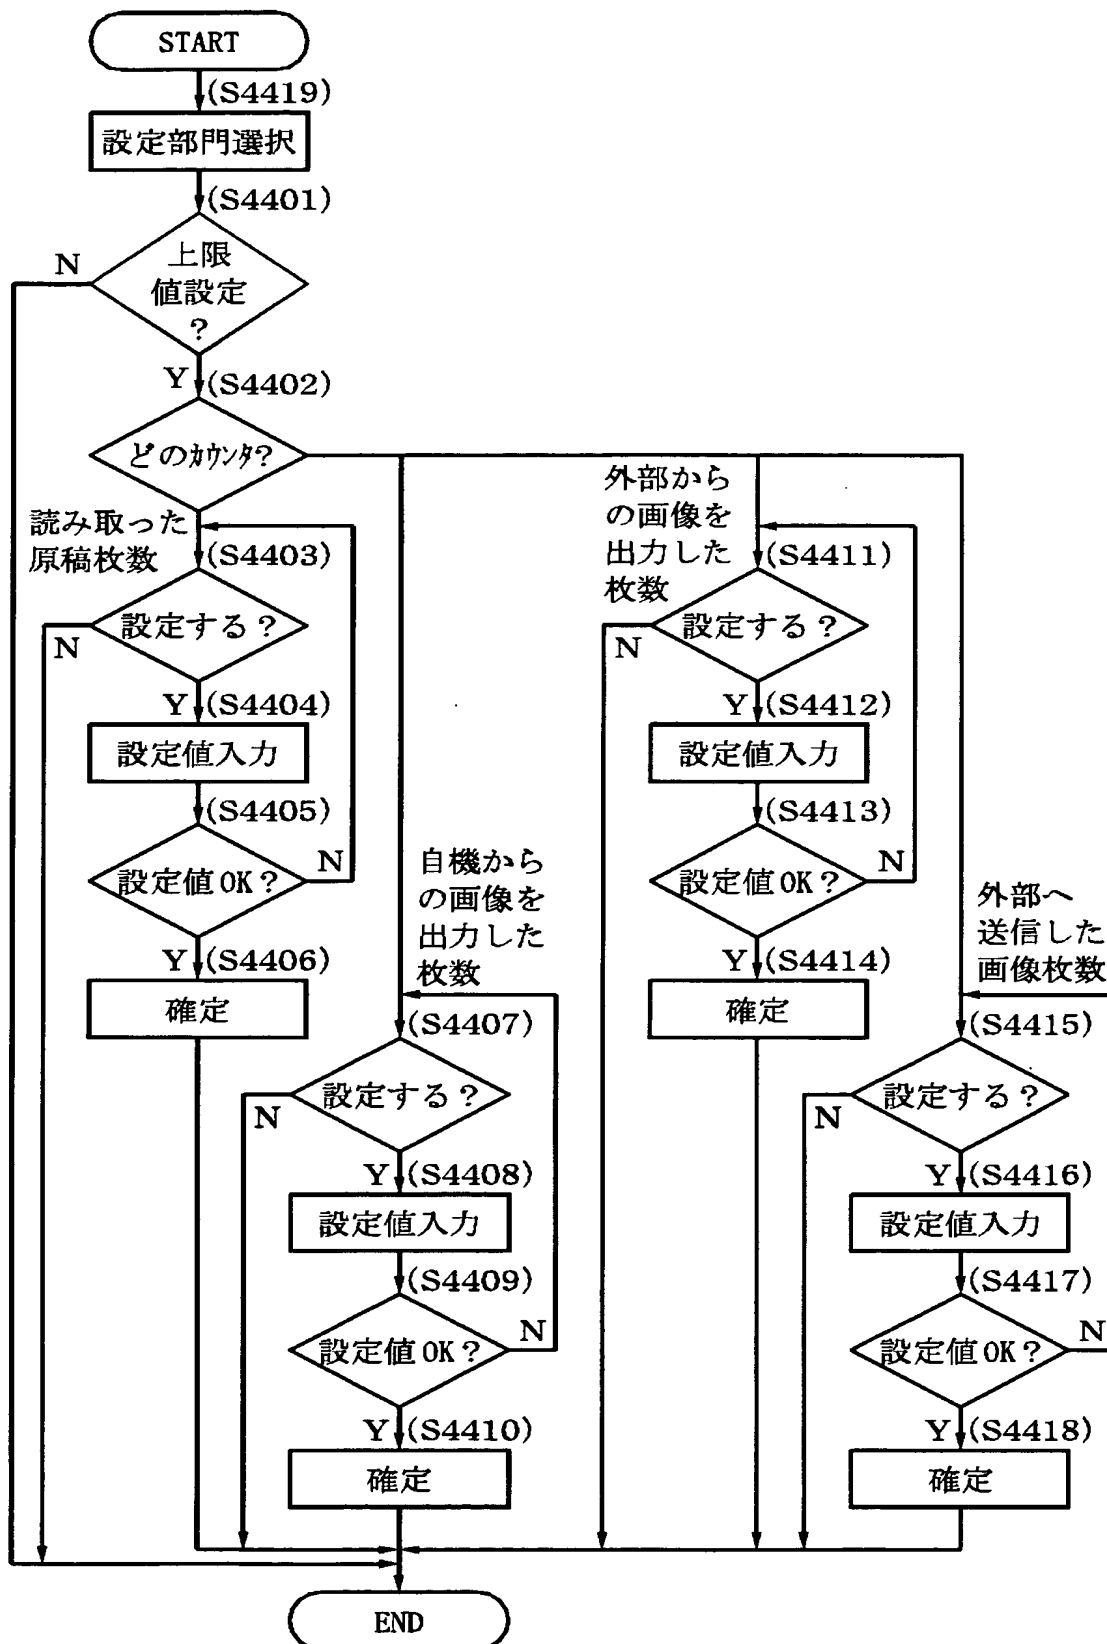 START
(S4419)
設定部門選択
(S4401)
上限
値設定
?
N
Y
(S4402)
どのカウンタ?
読み取った
原稿枚数
(S4403)
設定する?
N
Y
(S4404)
設定値入力
(S4405)
設定値OK?
N
Y
(S4406)
確定
自機から
の画像を
出力した
枚数
(S4407)
設定する?
N
Y
(S4408)
設定値入力
(S4409)
設定値OK?
N
Y
(S4410)
確定
外部から
の画像を
出力した
枚数
(S4411)
設定する?
N
Y
(S4412)
設定値入力
(S4413)
設定値OK?
N
Y
(S4414)
確定
外部へ
送信した
画像枚数
(S4415)
設定する?
N
Y
(S4416)
設定値入力
(S4417)
設定値OK?
N
Y
(S4418)
確定
END